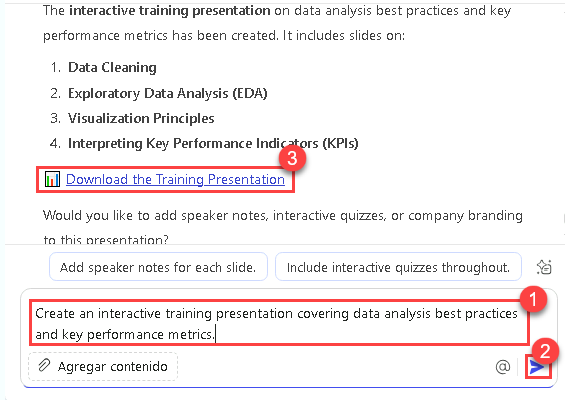 The interactive training presentation on data analysis best practices and key
performance metrics has been created. It includes slides on:
1. Data Cleaning
2. Exploratory Data Analysis (EDA)
3. Visualization Principles
4. Interpreting Key Performance Indicators (KPIs)
3
Download the Training Presentation
Would you like to add speaker notes, interactive quizzes, or company branding
to this presentation?
Add speaker notes for each slide.
Include interactive quizzes throughout.
1
Create an interactive training presentation covering data analysis best practices
and key performance metrics.
2
Agregar contenido
@